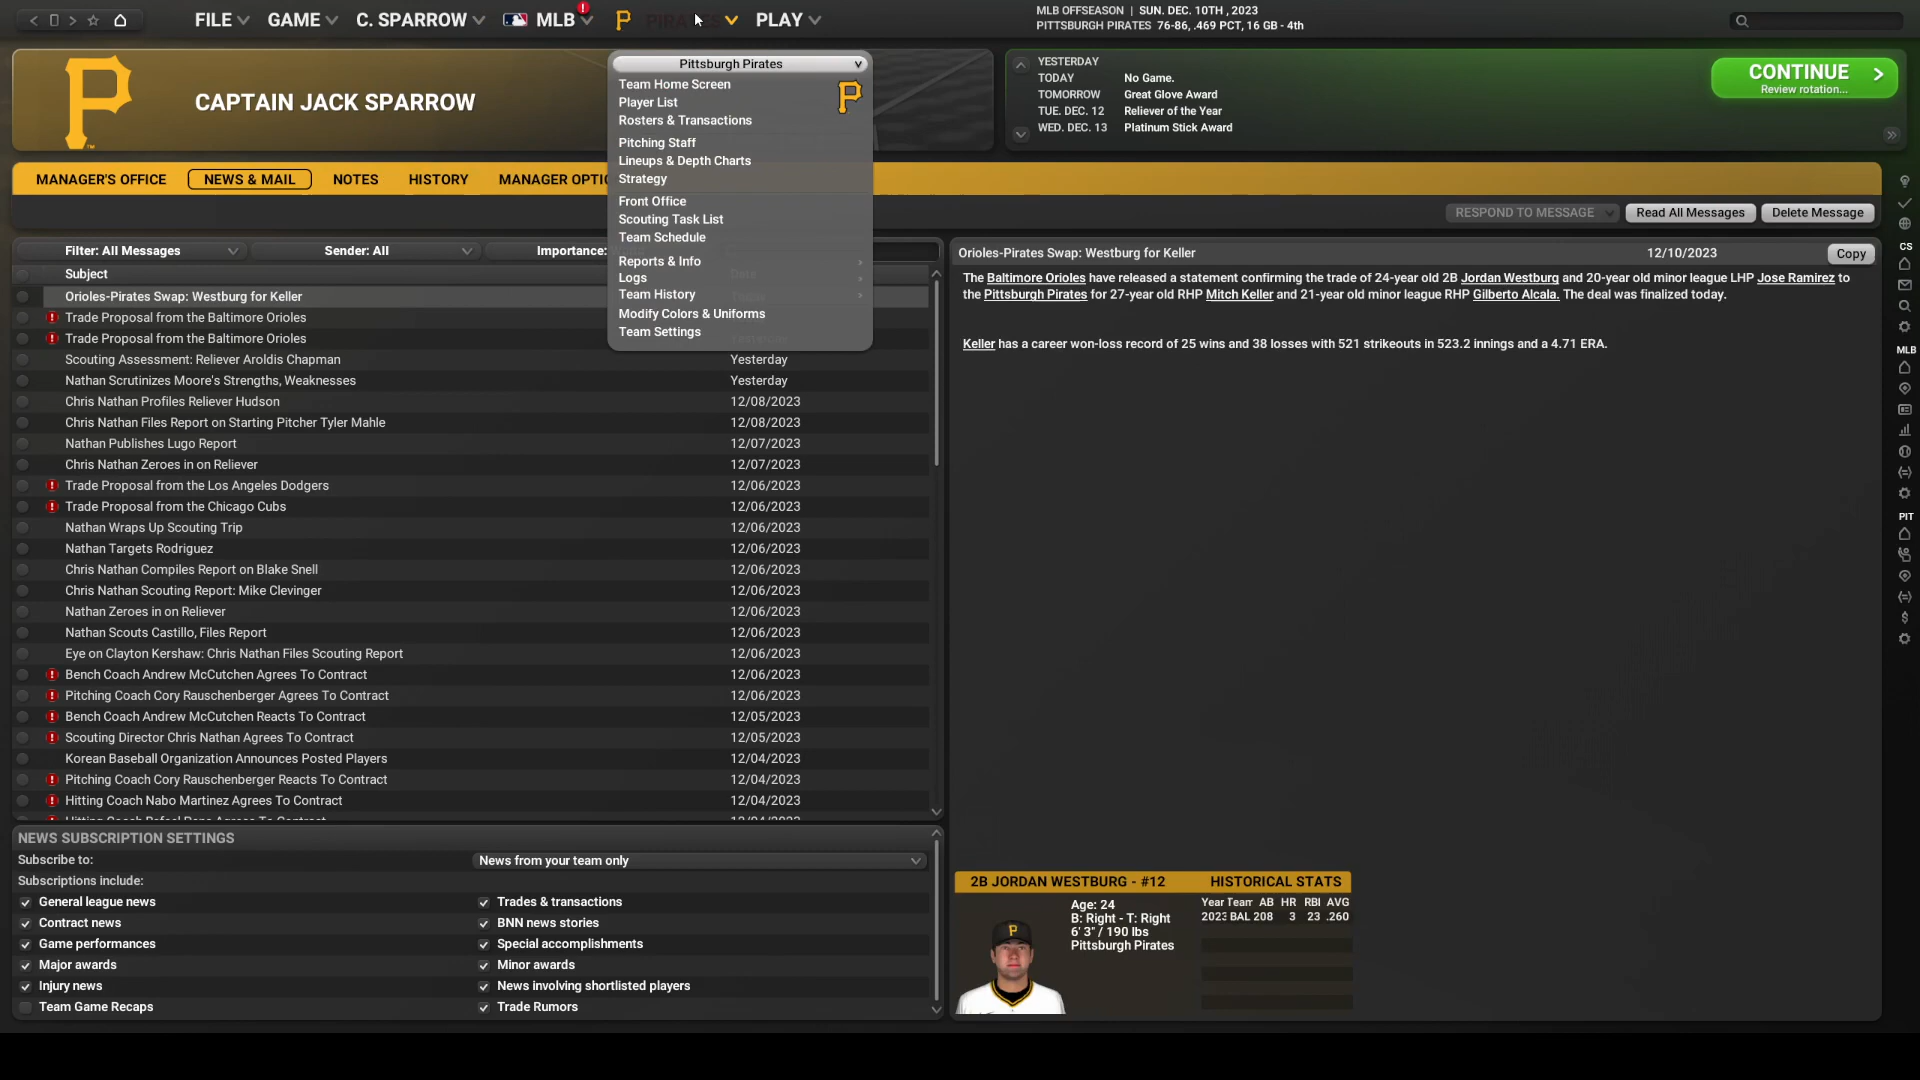 FILE GAME C. SPARROW MLB PIRATES PLAY
MLB OFFSEASON | SUN. DEC. 10TH , 2023
PITTSBURGH PIRATES 76-86, .469 PCT, 16 GB - 4th
CAPTAIN JACK SPARROW
Pittsburgh Pirates
Team Home Screen
Player List
Rosters & Transactions
Pitching Staff
Lineups & Depth Charts
Strategy
Front Office
Scouting Task List
Team Schedule
Reports & Info
Logs
Team History
Modify Colors & Uniforms
Team Settings
YESTERDAY
TODAY No Game.
TOMORROW Great Glove Award
TUE. DEC. 12 Reliever of the Year
WED. DEC. 13 Platinum Stick Award
CONTINUE
Review rotation...
MANAGER'S OFFICE NEWS & MAIL NOTES HISTORY MANAGER OPTIO
RESPOND TO MESSAGE Read All Messages Delete Message
Filter: All Messages Sender: All Importance:
Subject
Orioles-Pirates Swap: Westburg for Keller
Trade Proposal from the Baltimore Orioles
Trade Proposal from the Baltimore Orioles
Scouting Assessment: Reliever Aroldis Chapman Yesterday
Nathan Scrutinizes Moore's Strengths, Weaknesses Yesterday
Chris Nathan Profiles Reliever Hudson 12/08/2023
Chris Nathan Files Report on Starting Pitcher Tyler Mahle 12/08/2023
Nathan Publishes Lugo Report 12/07/2023
Chris Nathan Zeroes in on Reliever 12/07/2023
Trade Proposal from the Los Angeles Dodgers 12/06/2023
Trade Proposal from the Chicago Cubs 12/06/2023
Nathan Wraps Up Scouting Trip 12/06/2023
Nathan Targets Rodriguez 12/06/2023
Chris Nathan Compiles Report on Blake Snell 12/06/2023
Chris Nathan Scouting Report: Mike Clevinger 12/06/2023
Nathan Zeroes in on Reliever 12/06/2023
Nathan Scouts Castillo, Files Report 12/06/2023
Eye on Clayton Kershaw: Chris Nathan Files Scouting Report 12/06/2023
Bench Coach Andrew McCutchen Agrees To Contract 12/06/2023
Pitching Coach Cory Rauschenberger Agrees To Contract 12/06/2023
Bench Coach Andrew McCutchen Reacts To Contract 12/05/2023
Scouting Director Chris Nathan Agrees To Contract 12/05/2023
Korean Baseball Organization Announces Posted Players 12/04/2023
Pitching Coach Cory Rauschenberger Reacts To Contract 12/04/2023
Hitting Coach Nabo Martinez Agrees To Contract 12/04/2023
NEWS SUBSCRIPTION SETTINGS
Subscribe to: News from your team only
Subscriptions include:
General league news Trades & transactions
Contract news BNN news stories
Game performances Special accomplishments
Major awards Minor awards
Injury news News involving shortlisted players
Team Game Recaps Trade Rumors
Orioles-Pirates Swap: Westburg for Keller 12/10/2023 Copy
The Baltimore Orioles have released a statement confirming the trade of 24-year old 2B Jordan Westburg and 20-year old minor league LHP Jose Ramirez to
the Pittsburgh Pirates for 27-year old RHP Mitch Keller and 21-year old minor league RHP Gilberto Alcala. The deal was finalized today.
Keller has a career won-loss record of 25 wins and 38 losses with 521 strikeouts in 523.2 innings and a 4.71 ERA.
2B JORDAN WESTBURG - #12 HISTORICAL STATS
Age: 24
B: Right - T: Right
6' 3" / 190 lbs
Pittsburgh Pirates
Year Team AB HR RBI AVG
2023 BAL 208 3 23 .260
CS
MLB
PIT